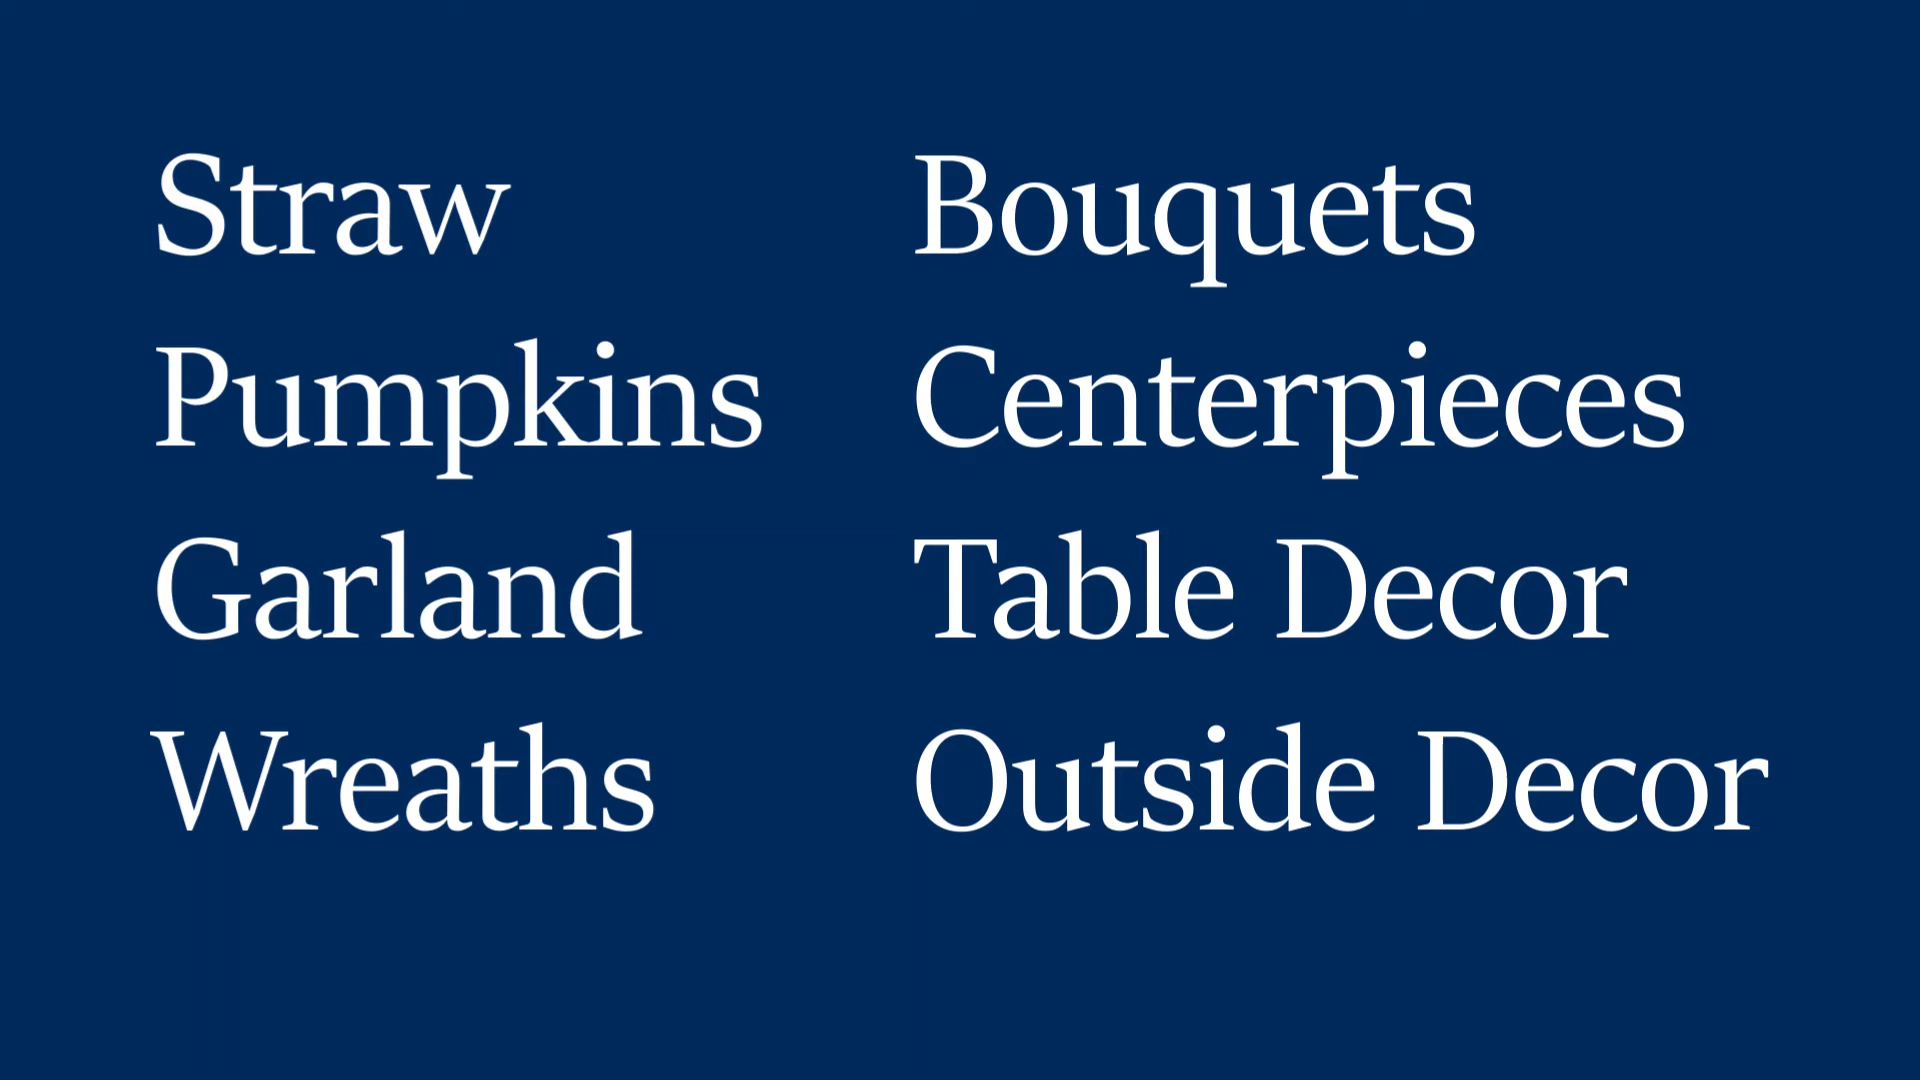 Straw
Pumpkins
Garland
Wreaths
Bouquets
Centerpieces
Table Decor
Outside Decor